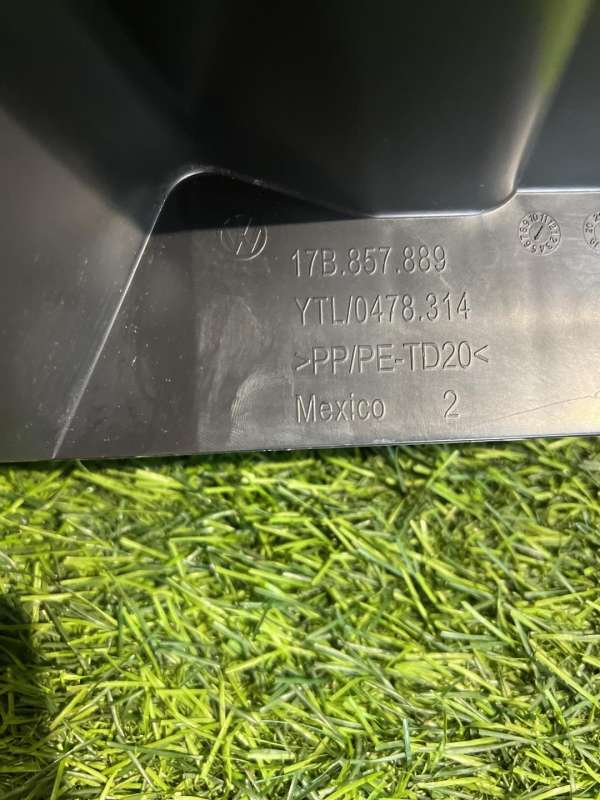 17B.857.889
YTL/0478.314
>PP/PE-TD20<
Mexico 2